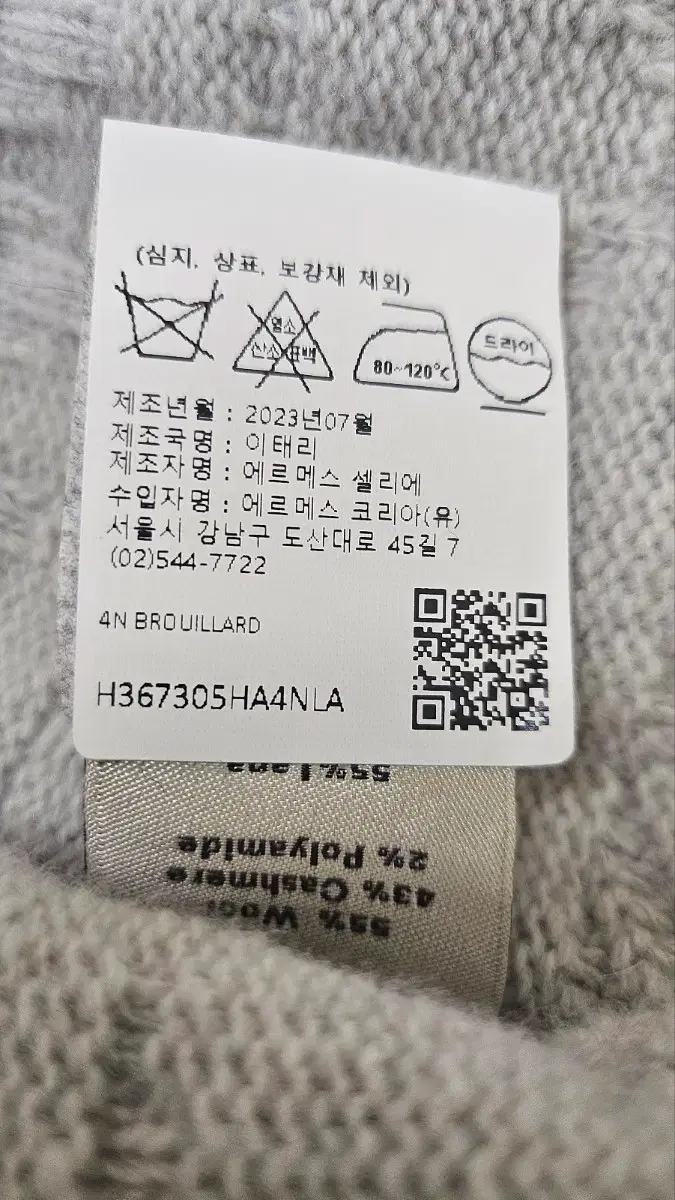 (심지, 상표, 보강재 제외)
염소
산소표백
80~120℃
드라이
제조년월 : 2023년07월
제조국명 : 이태리
제조자명 : 에르메스 셀리에
수입자명 : 에르메스 코리아(유)
서울시 강남구 도산대로 45길 7
(02)544-7722
4N BROUILLARD
H367305HA4NLA
55% Wool
43% Cashmere
2% Polyamide
55% Lana